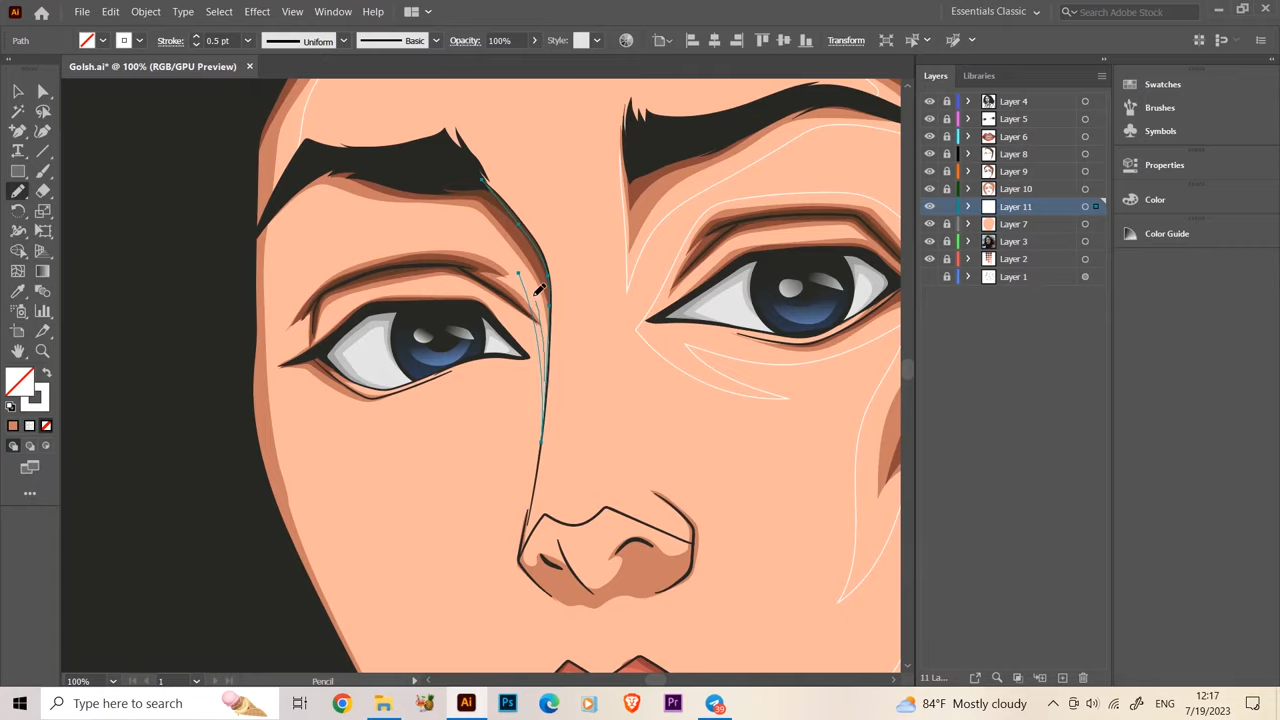 Ai File Edit Object Type Select Effect View Window Help Essentials Classic Search Adobe Stock
Path Stroke: 0.5 pt Uniform Basic Opacity: 100% Style: Transform
Golsh.ai* @ 100% (RGB/GPU Preview)
Layers Libraries
Layer 4
Layer 5
Layer 6
Layer 8
Layer 9
Layer 10
Layer 11
Layer 7
Layer 3
Layer 2
Layer 1
Swatches
Brushes
Symbols
Properties
Color
Color Guide
100% 1 Pencil 11 La...
Type here to search Ai Ps Pr 39 84°F Mostly cloudy ENG 12:17
7/19/2023